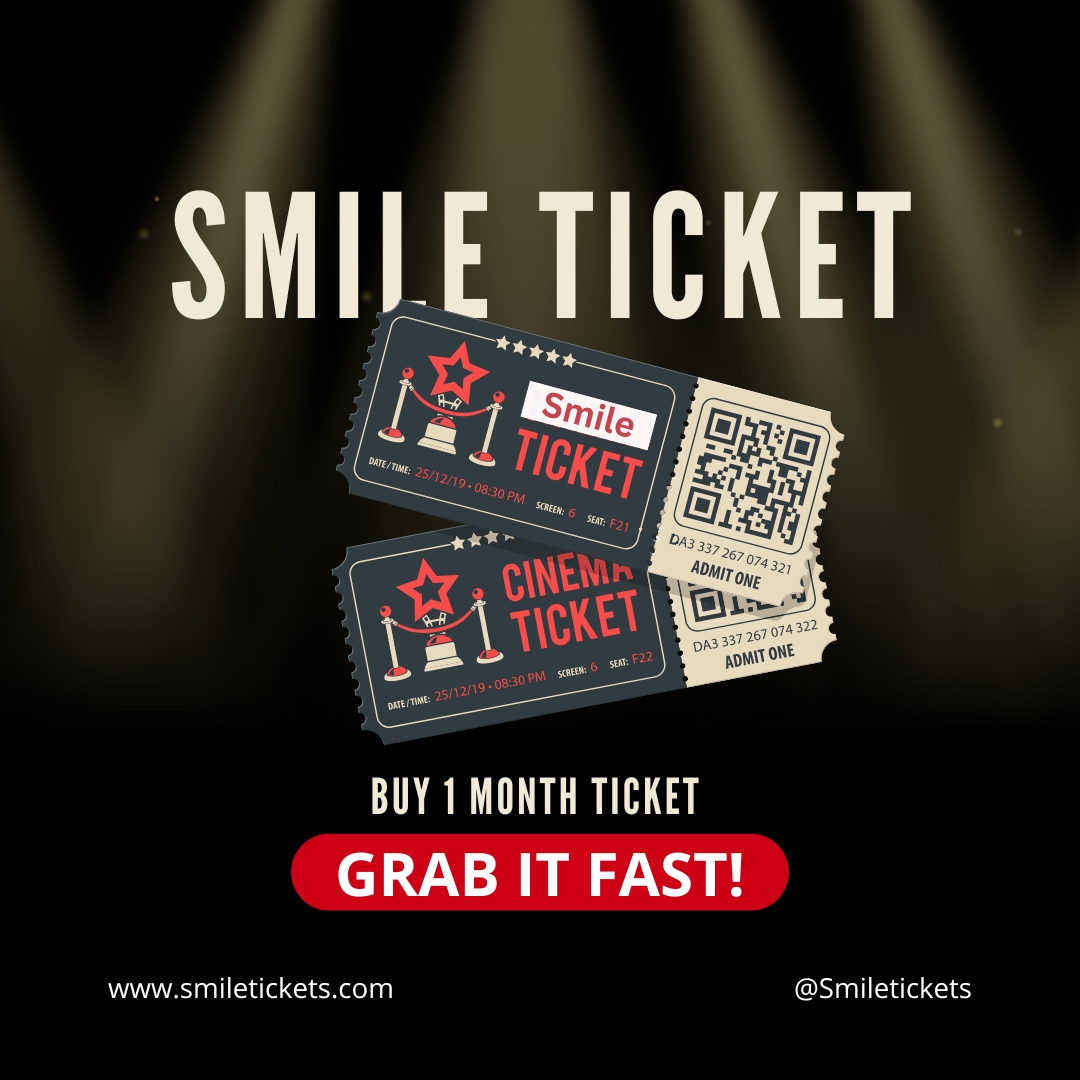 SMILE TICKET
Smile
TICKET
DATE/TIME: 25/12/19 • 08:30 PM SCREEN: 6 SEAT: F21
DA3 337 267 074 321
ADMIT ONE
CINEMA
TICKET
DATE/TIME: 25/12/19 • 08:30 PM SCREEN: 6 SEAT: F22
DA3 337 267 074 322
ADMIT ONE
BUY 1 MONTH TICKET
GRAB IT FAST!
www.smiletickets.com
@Smiletickets